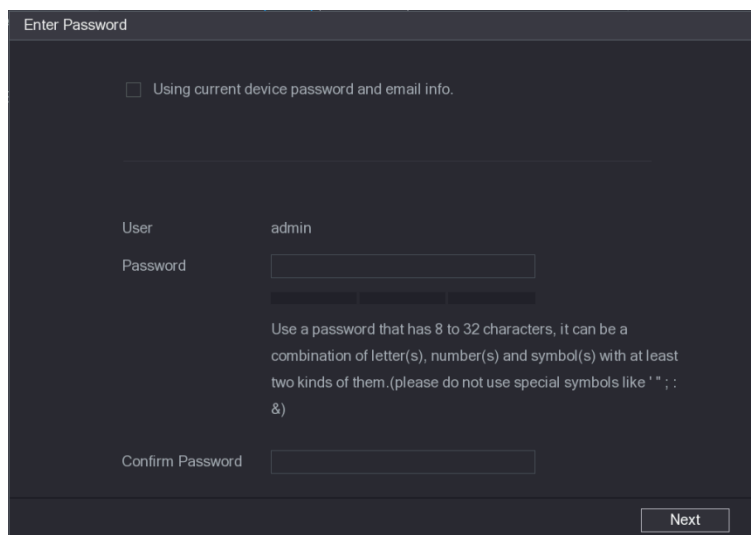 Enter Password
Using current device password and email info.
User admin
Password
Use a password that has 8 to 32 characters, it can be a
combination of letter(s), number(s) and symbol(s) with at least
two kinds of them.(please do not use special symbols like ' " ; :
&)
Confirm Password
Next